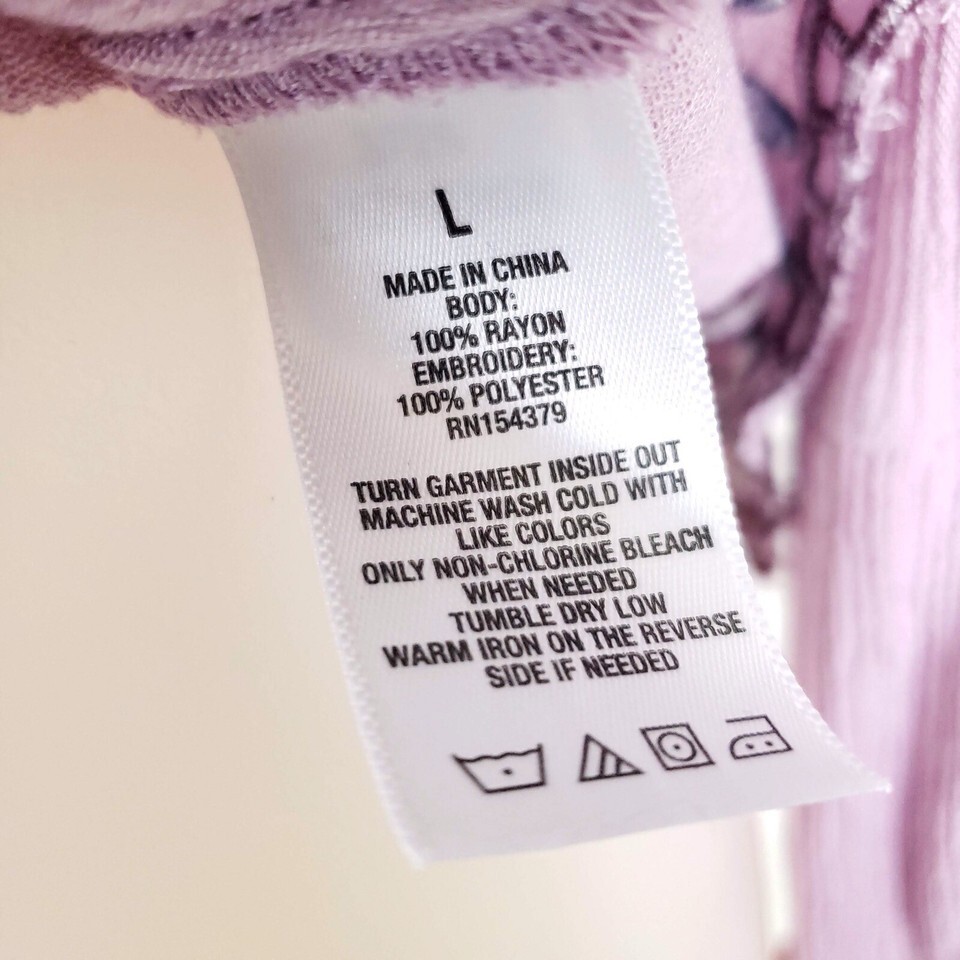 L
MADE IN CHINA
BODY:
100% RAYON
EMBROIDERY:
100% POLYESTER
RN154379
TURN GARMENT INSIDE OUT
MACHINE WASH COLD WITH
LIKE COLORS
ONLY NON-CHLORINE BLEACH
WHEN NEEDED
TUMBLE DRY LOW
WARM IRON ON THE REVERSE
SIDE IF NEEDED